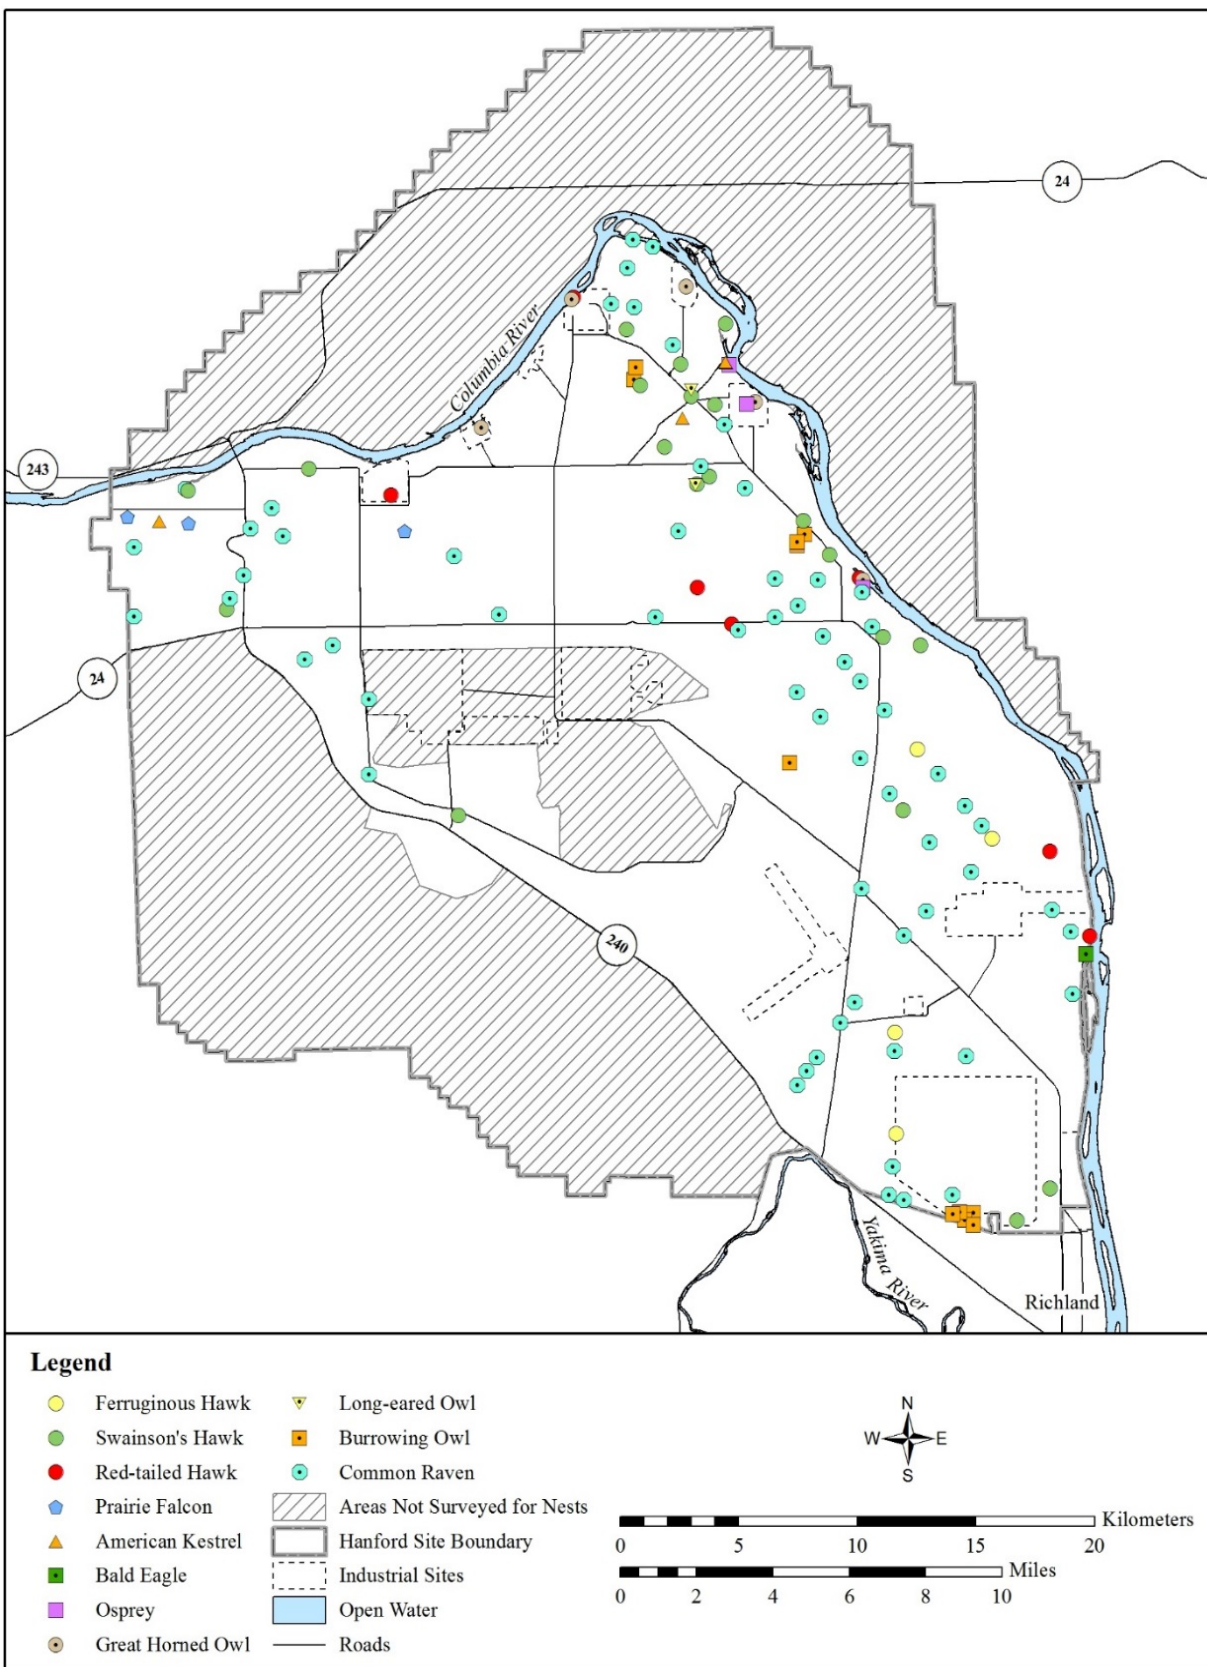 24
Columbia River
243
24
240
Yakima River
Richland
Legend
Ferruginous Hawk
Swainson's Hawk
Red-tailed Hawk
Prairie Falcon
American Kestrel
Bald Eagle
Osprey
Great Horned Owl
Long-eared Owl
Burrowing Owl
Common Raven
Areas Not Surveyed for Nests
Hanford Site Boundary
Industrial Sites
Open Water
Roads
N
W E
S
Kilometers
0 5 10 15 20
Miles
0 2 4 6 8 10